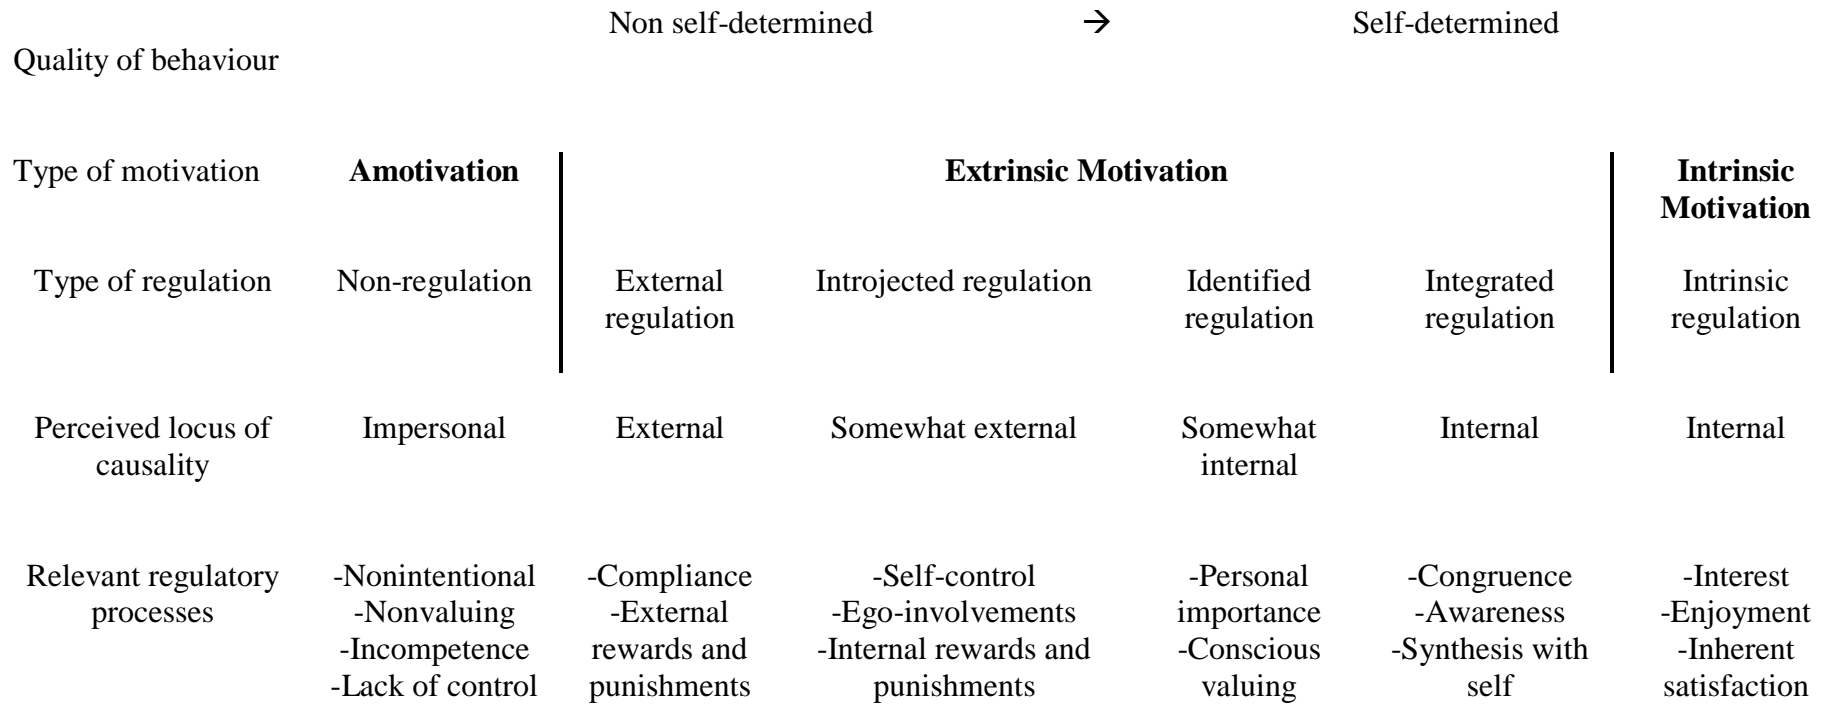 Non self-determined → Self-determined
Quality of behaviour
Type of motivation Amotivation Extrinsic Motivation Intrinsic
Motivation
Type of regulation Non-regulation External Introjected regulation Identified Integrated Intrinsic
regulation regulation regulation regulation
Perceived locus of Impersonal External Somewhat external Somewhat Internal Internal
causality internal
Relevant regulatory -Nonintentional -Compliance -Self-control -Personal -Congruence -Interest
processes -Nonvaluing -External -Ego-involvements importance -Awareness -Enjoyment
-Incompetence rewards and -Internal rewards and -Conscious -Synthesis with -Inherent
-Lack of control punishments punishments valuing self satisfaction